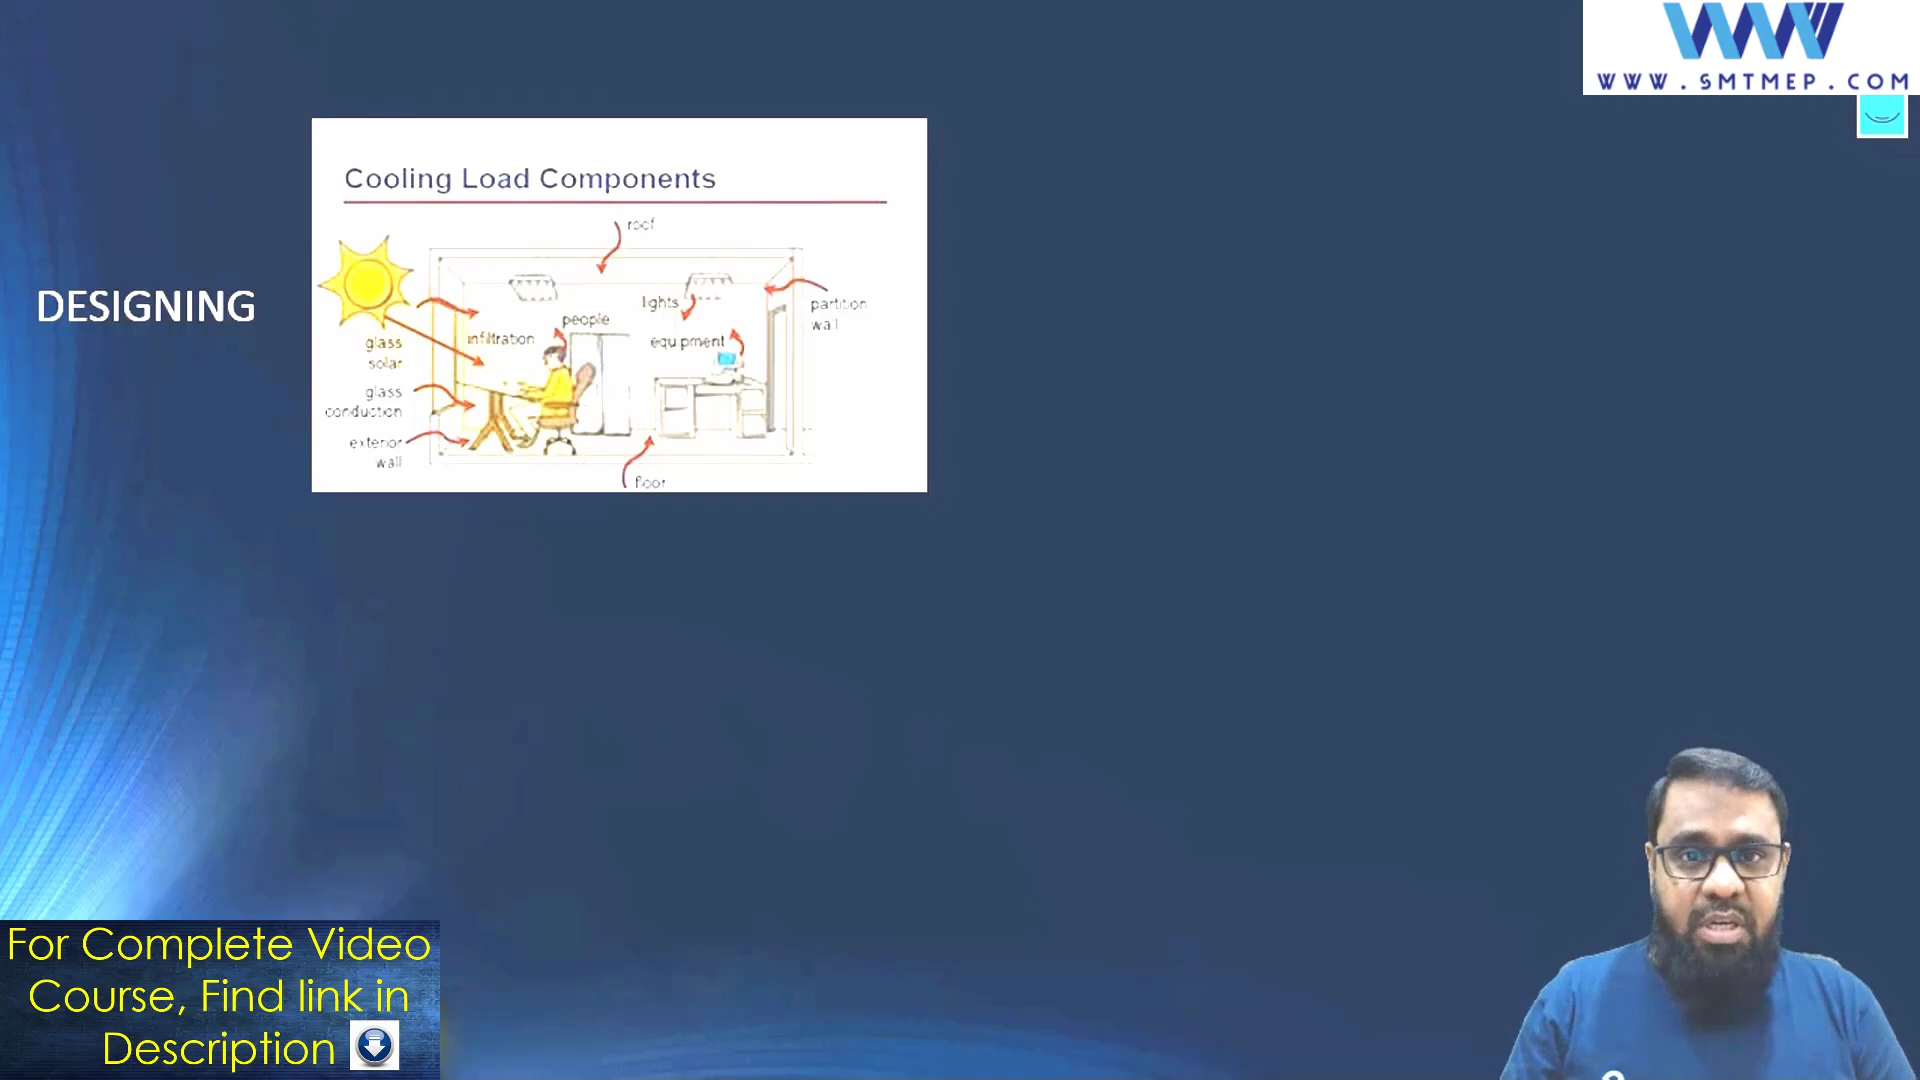 WWW.SMTMEP.COM
Cooling Load Components
roof
DESIGNING
lights
partition
wall
people
infiltration
equipment
glass
solar
glass
conduction
exterior
wall
floor
For Complete Video
Course, Find link in
Description